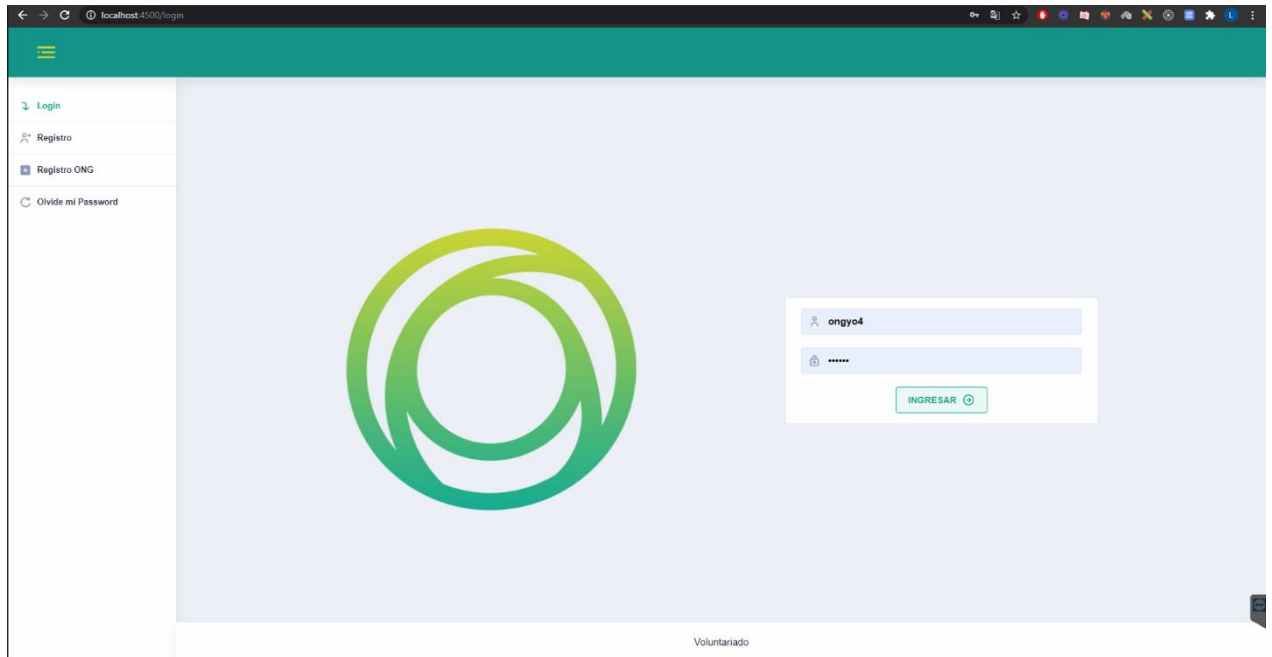 localhost:4500/login
L
Login
Registro
Registro ONG
Olvide mi Password
ongyo4
••••••
INGRESAR
Voluntariado